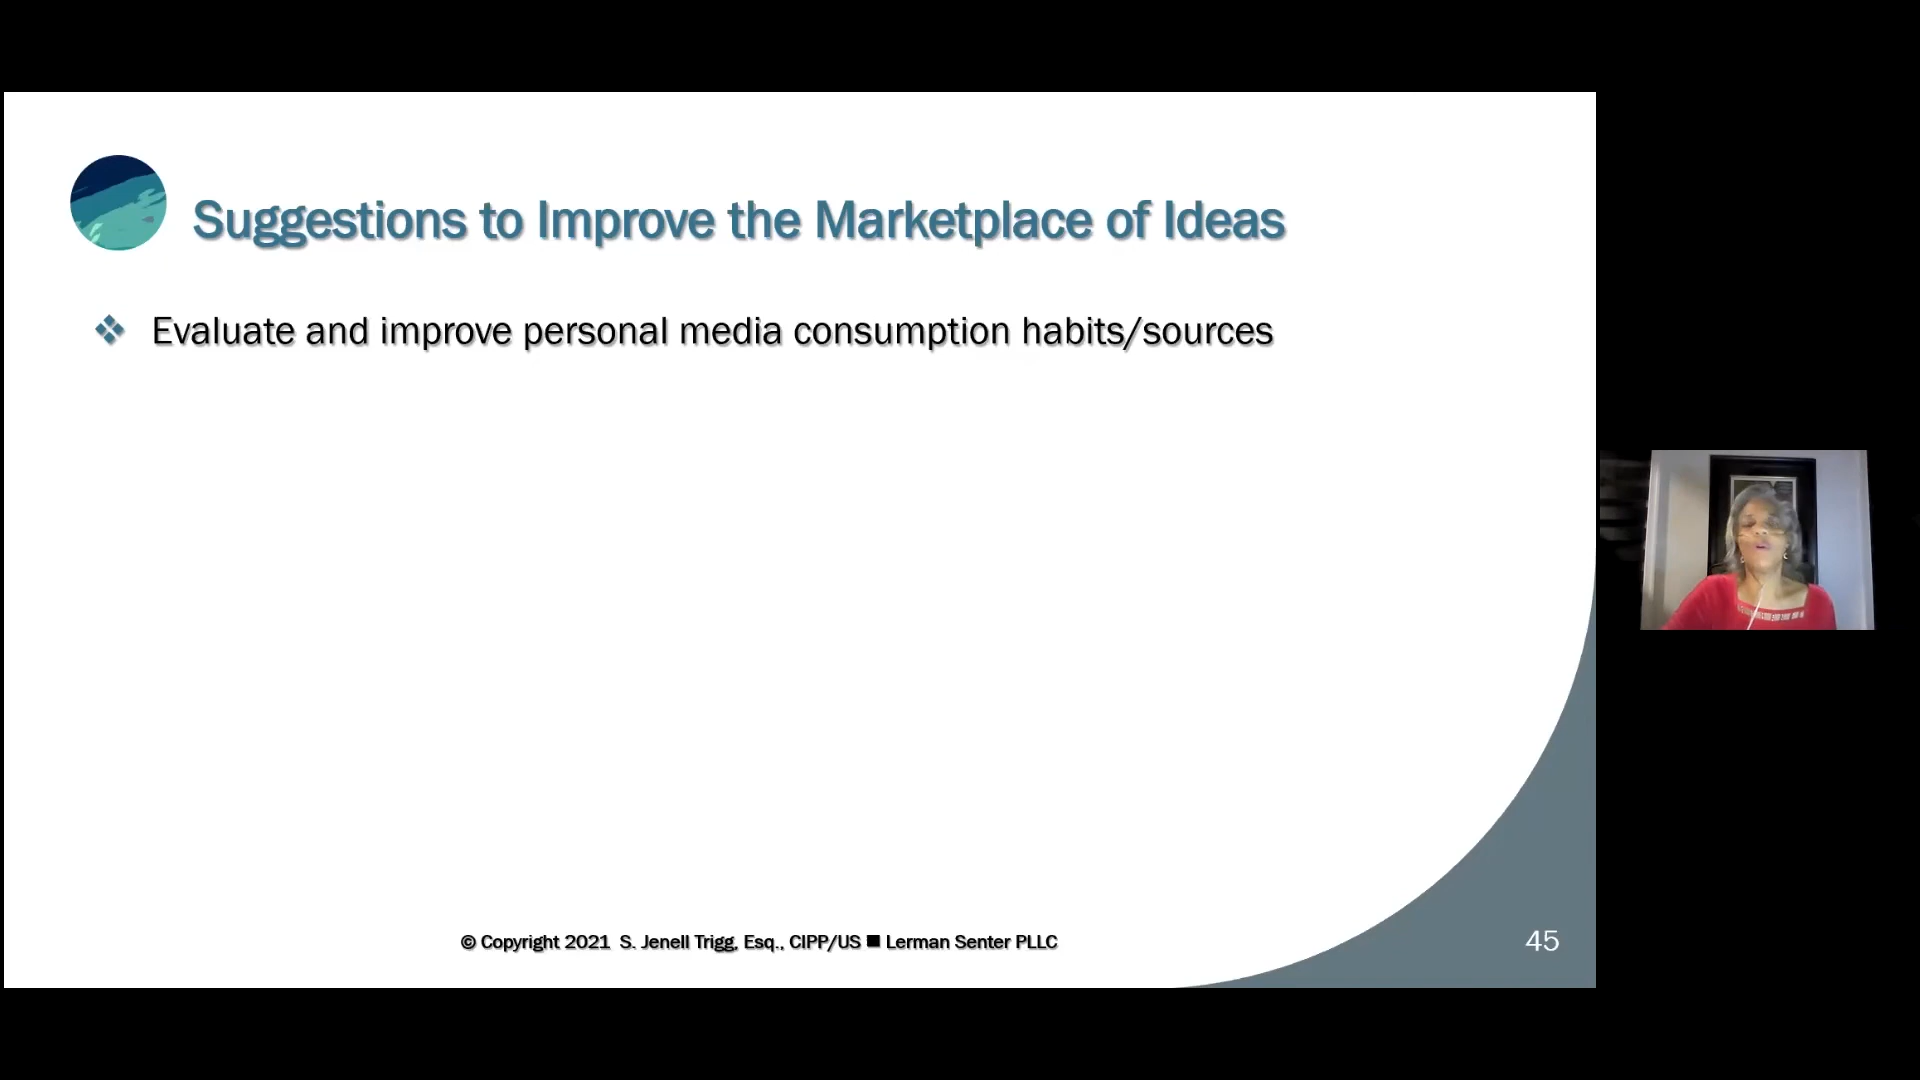 Suggestions to Improve the Marketplace of Ideas
❖ Evaluate and improve personal media consumption habits/sources
© Copyright 2021 S. Jenell Trigg, Esq., CIPP/US ■ Lerman Senter PLLC
45